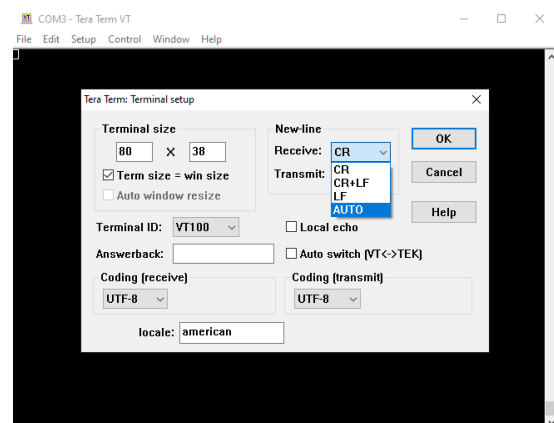 COM3 - Tera Term VT
File Edit Setup Control Window Help
Tera Term: Terminal setup
Terminal size
80 X 38
Term size = win size
Auto window resize
New-line
Receive: CR
Transmit:
CR
CR+LF
LF
AUTO
OK
Cancel
Help
Terminal ID: VT100
Local echo
Answerback:
Auto switch (VT<->TEK)
Coding (receive)
UTF-8
Coding (transmit)
UTF-8
locale: american